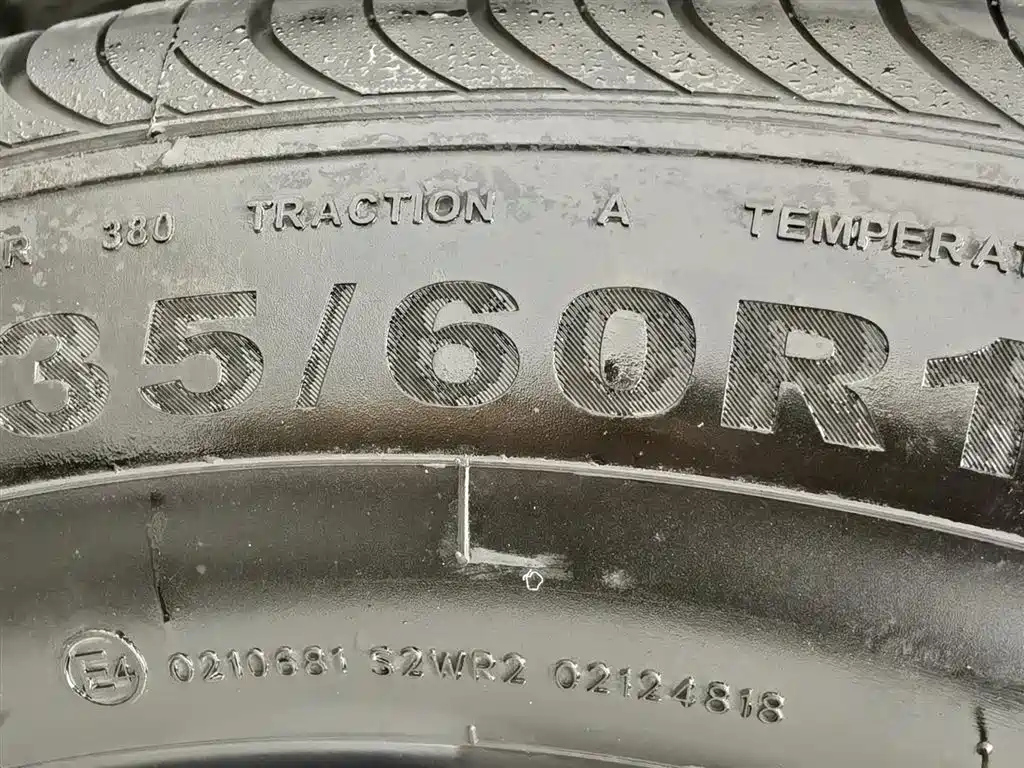 R 380 TRACTION A TEMPERAT
35/60R1
E4 0210681 S2WR2 02124818